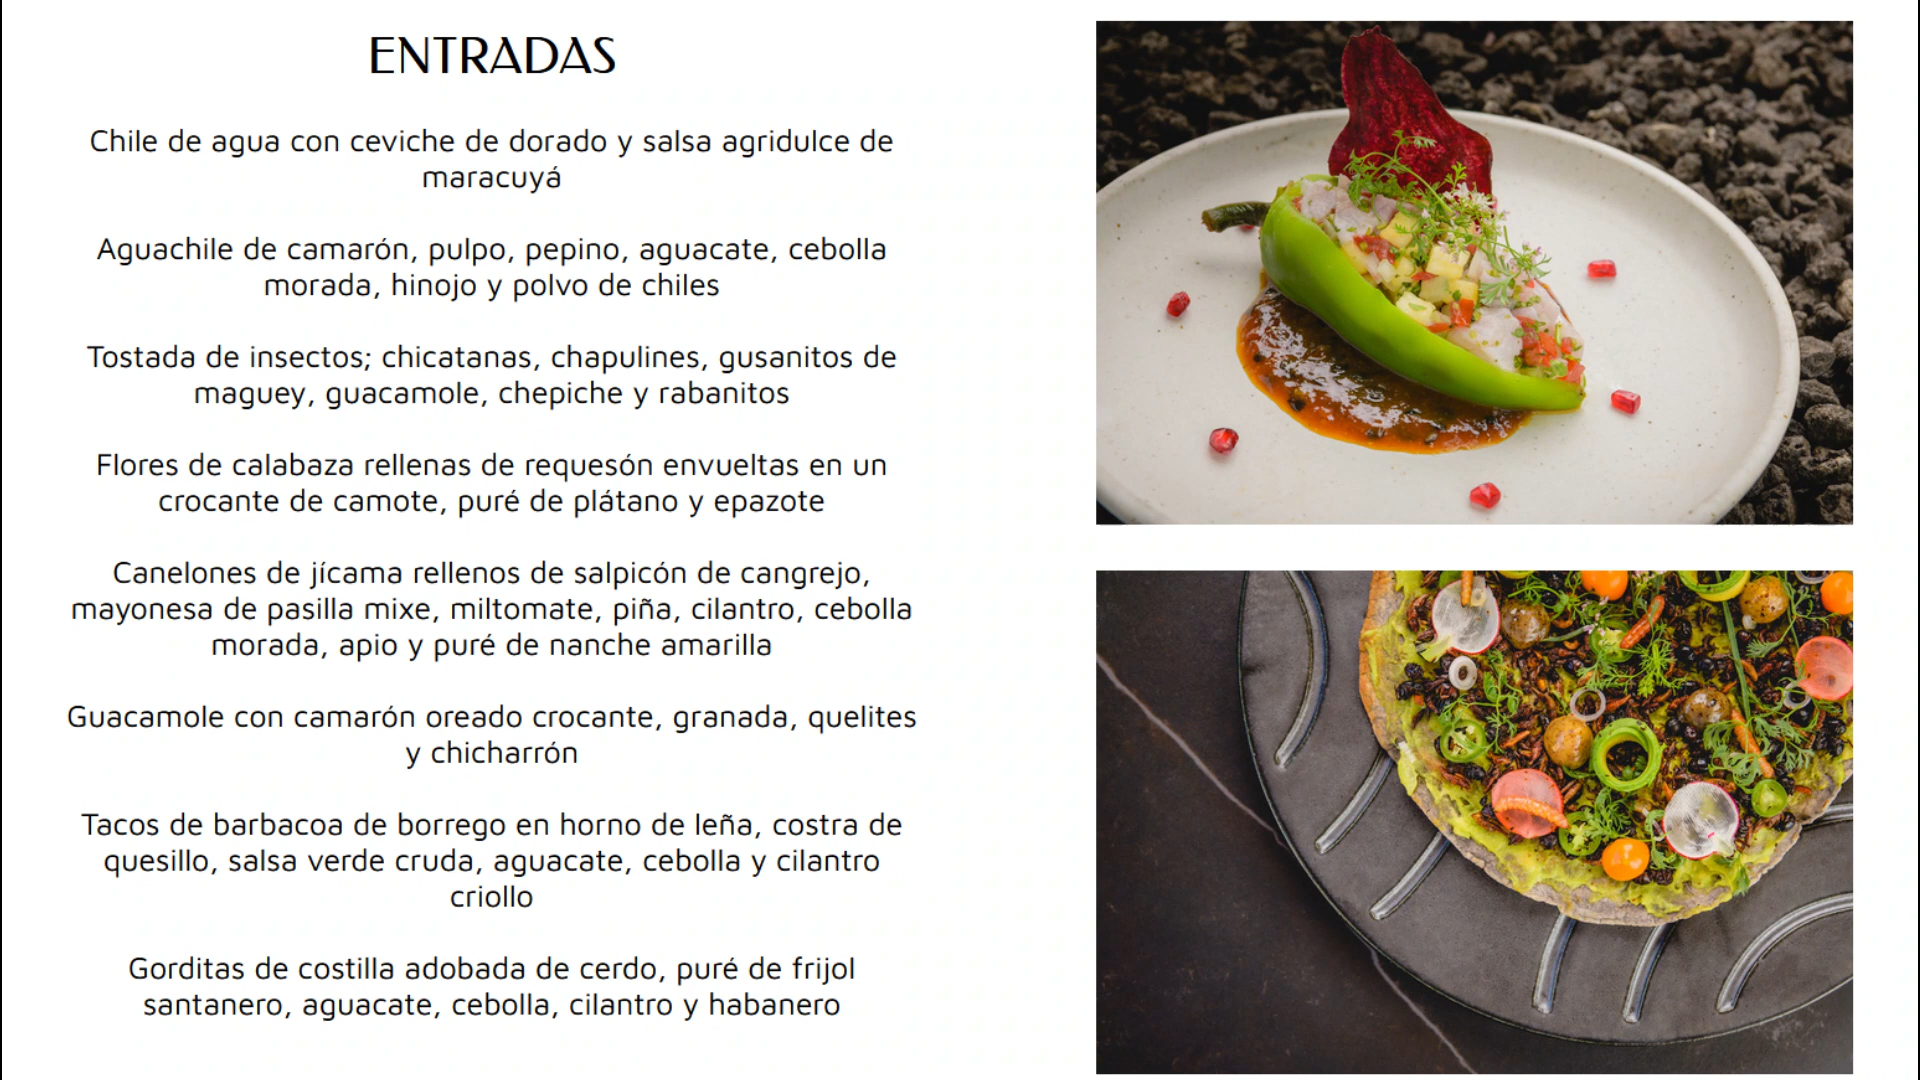 ENTRADAS
Chile de agua con ceviche de dorado y salsa agridulce de
maracuyá
Aguachile de camarón, pulpo, pepino, aguacate, cebolla
morada, hinojo y polvo de chiles
Tostada de insectos; chicatanas, chapulines, gusanitos de
maguey, guacamole, chepiche y rabanitos
Flores de calabaza rellenas de requesón envueltas en un
crocante de camote, puré de plátano y epazote
Canelones de jícama rellenos de salpicón de cangrejo,
mayonesa de pasilla mixe, miltomate, piña, cilantro, cebolla
morada, apio y puré de nanche amarilla
Guacamole con camarón oreado crocante, granada, quelites
y chicharrón
Tacos de barbacoa de borrego en horno de leña, costra de
quesillo, salsa verde cruda, aguacate, cebolla y cilantro
criollo
Gorditas de costilla adobada de cerdo, puré de frijol
santanero, aguacate, cebolla, cilantro y habanero